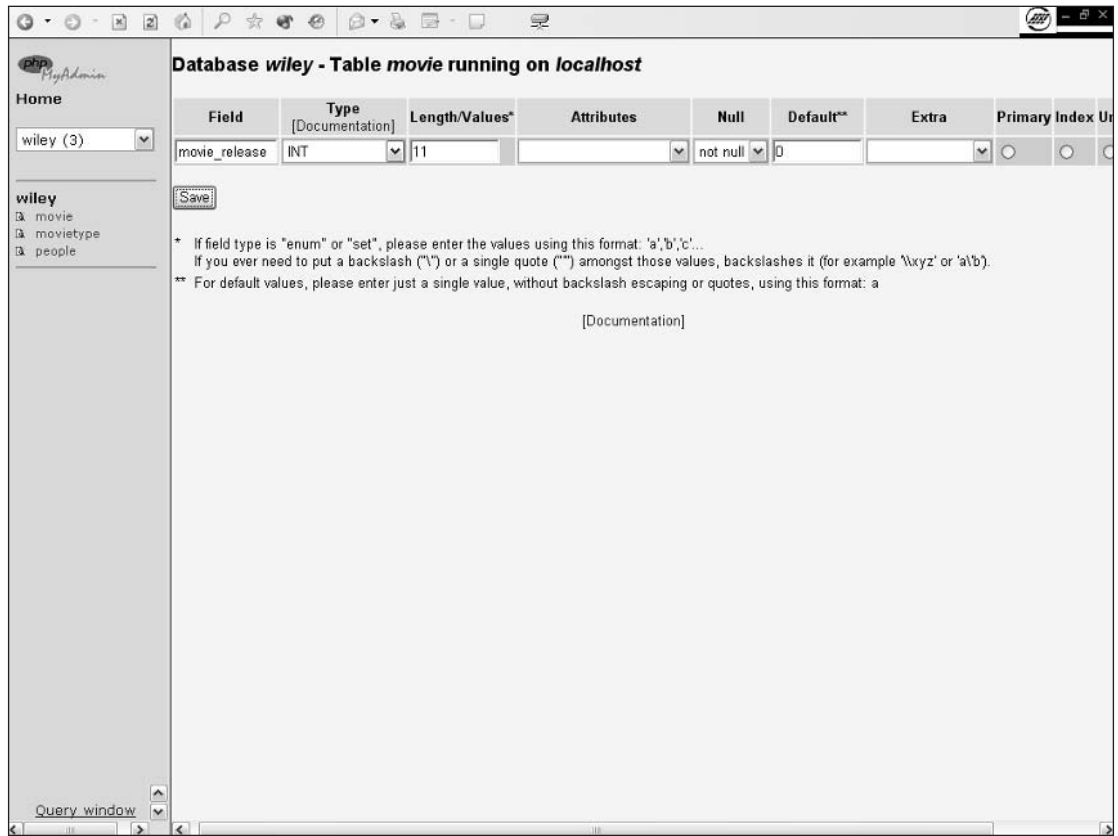 php
MyAdmin
Home
wiley (3)
wiley
movie
movietype
people
Query window
Database wiley - Table movie running on localhost
Field Type [Documentation] Length/Values* Attributes Null Default** Extra Primary Index Un
movie_release INT 11 not null 0
Save
* If field type is "enum" or "set", please enter the values using this format: 'a','b','c'...
If you ever need to put a backslash ("\") or a single quote ("'") amongst those values, backslashes it (for example '\\xyz' or 'a\'b').
** For default values, please enter just a single value, without backslash escaping or quotes, using this format: a
[Documentation]